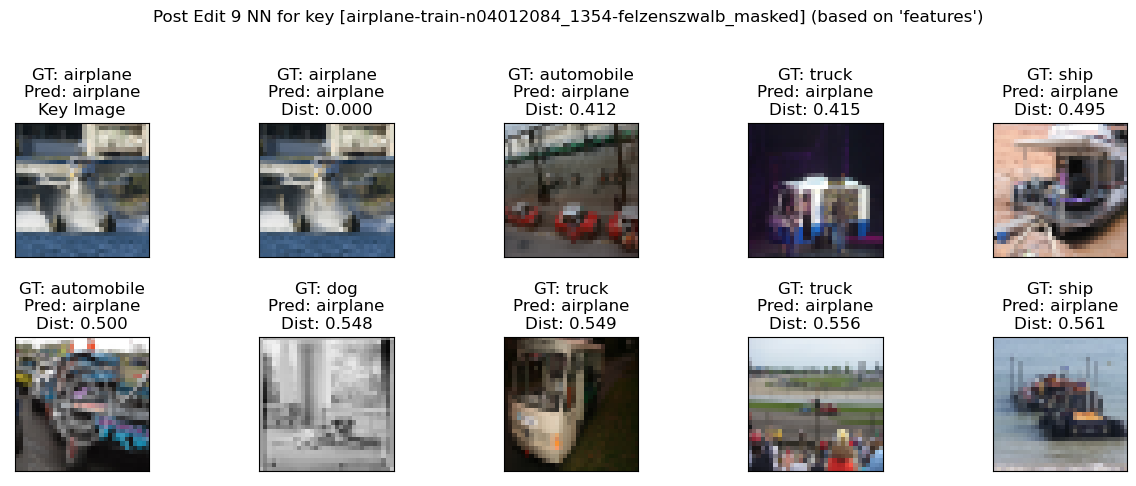 Post Edit 9 NN for key [airplane-train-n04012084_1354-felzenszwalb_masked] (based on 'features')
GT: airplane
Pred: airplane
Key Image
GT: airplane
Pred: airplane
Dist: 0.000
GT: automobile
Pred: airplane
Dist: 0.412
GT: truck
Pred: airplane
Dist: 0.415
GT: ship
Pred: airplane
Dist: 0.495
GT: automobile
Pred: airplane
Dist: 0.500
GT: dog
Pred: airplane
Dist: 0.548
GT: truck
Pred: airplane
Dist: 0.549
GT: truck
Pred: airplane
Dist: 0.556
GT: ship
Pred: airplane
Dist: 0.561